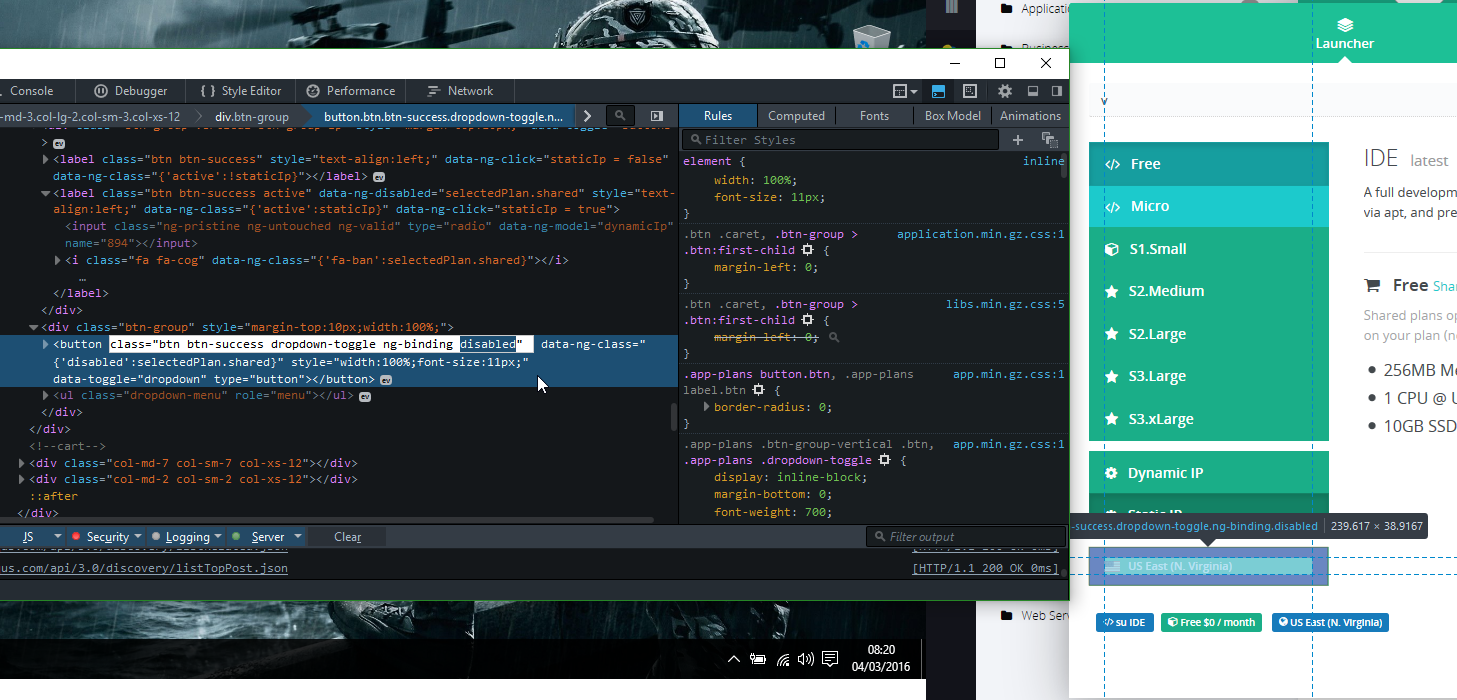 Applicatio
Launcher
Console
Debugger
{ } Style Editor
Performance
Network
-md-3.col-lg-2.col-sm-3.col-xs-12
div.btn-group
button.btn.btn-success.dropdown-toggle.n...
> ev
<label class="btn btn-success" style="text-align:left;" data-ng-click="staticIp = false"
data-ng-class="{'active':!staticIp}"></label> ev
<label class="btn btn-success active" data-ng-disabled="selectedPlan.shared" style="text-
align:left;" data-ng-class="{'active':staticIp}" data-ng-click="staticIp = true">
<input class="ng-pristine ng-untouched ng-valid" type="radio" data-ng-model="dynamicIp"
name="894"></input>
<i class="fa fa-cog" data-ng-class="{'fa-ban':selectedPlan.shared}"></i>
…
</label>
</div>
<div class="btn-group" style="margin-top:10px;width:100%;">
<button class="btn btn-success dropdown-toggle ng-binding disabled" data-ng-class="
{'disabled':selectedPlan.shared}" style="width:100%;font-size:11px;"
data-toggle="dropdown" type="button"></button> ev
<ul class="dropdown-menu" role="menu"></ul> ev
</div>
</div>
<!--cart-->
<div class="col-md-7 col-sm-7 col-xs-12"></div>
<div class="col-md-2 col-sm-2 col-xs-12"></div>
::after
</div>
Rules
Computed
Fonts
Box Model
Animations
Filter Styles
element {
inline
width: 100%;
font-size: 11px;
}
.btn .caret, .btn-group >
application.min.gz.css:1
.btn:first-child {
margin-left: 0;
}
.btn .caret, .btn-group >
libs.min.gz.css:5
.btn:first-child {
margin-left: 0;
}
.app-plans button.btn, .app-plans
app.min.gz.css:1
label.btn {
border-radius: 0;
}
.app-plans .btn-group-vertical .btn,
app.min.gz.css:1
.app-plans .dropdown-toggle {
display: inline-block;
margin-bottom: 0;
font-weight: 700;
JS
Security
Logging
Server
Clear
Filter output
us.com/api/3.0/discovery/listTopPost.json
[HTTP/1.1 200 OK 0ms]
v
Free
Micro
S1.Small
S2.Medium
S2.Large
S3.Large
S3.xLarge
Dynamic IP
-success.dropdown-toggle.ng-binding.disabled
239.617 × 38.9167
US East (N. Virginia)
su IDE
Free $0 / month
US East (N. Virginia)
IDE latest
A full developm
via apt, and pre
Free Shar
Shared plans op
on your plan (no
256MB Me
1 CPU @ U
10GB SSD
Web Serv
08:20
04/03/2016